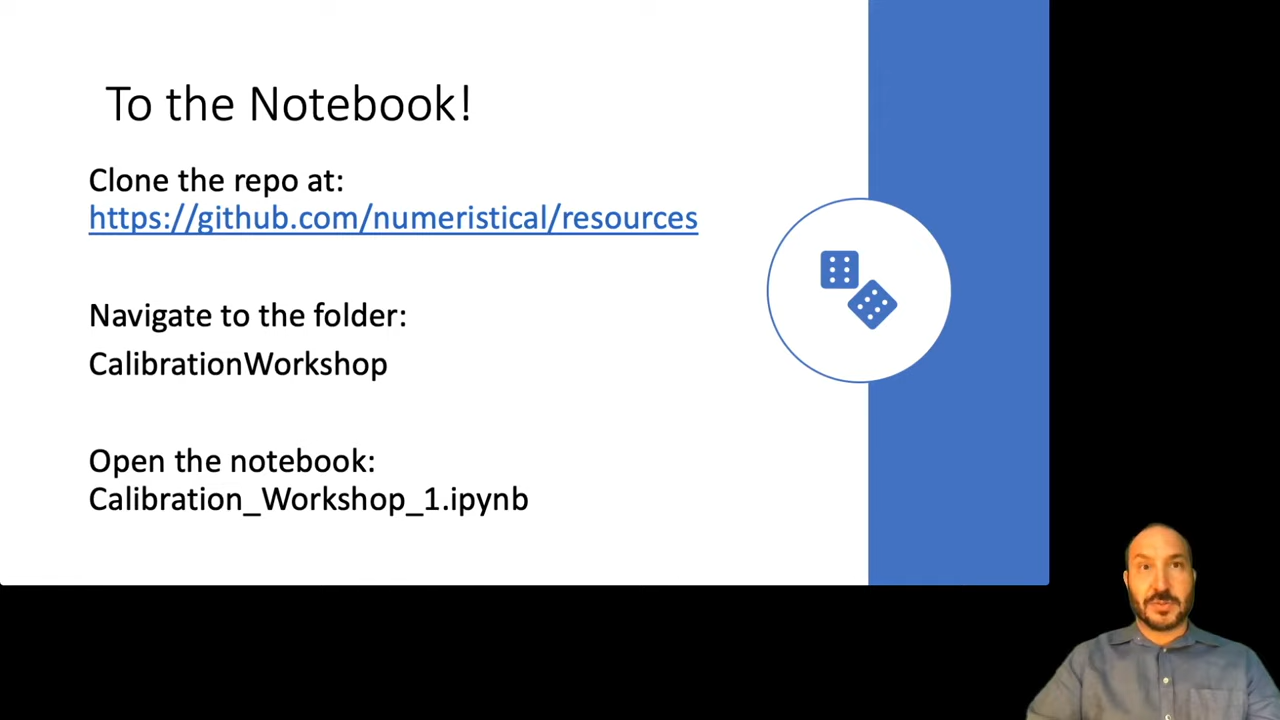 To the Notebook!
Clone the repo at:
https://github.com/numeristical/resources
Navigate to the folder:
CalibrationWorkshop
Open the notebook:
Calibration_Workshop_1.ipynb